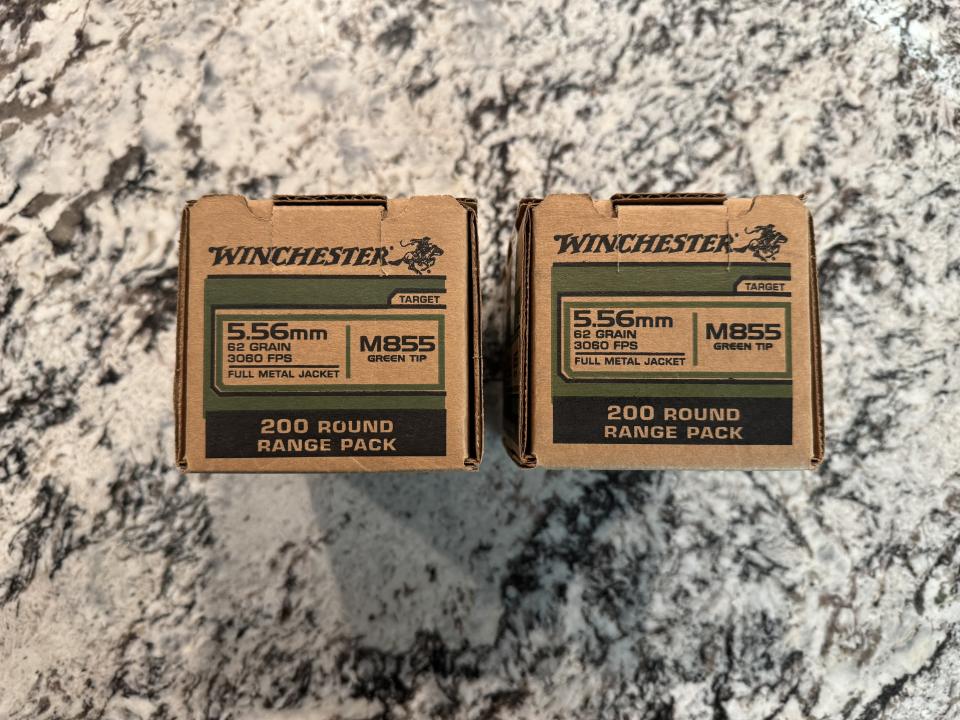 WINCHESTER
TARGET
5.56mm
62 GRAIN
3060 FPS
FULL METAL JACKET
M855
GREEN TIP
200 ROUND
RANGE PACK
WINCHESTER
TARGET
5.56mm
62 GRAIN
3060 FPS
FULL METAL JACKET
M855
GREEN TIP
200 ROUND
RANGE PACK